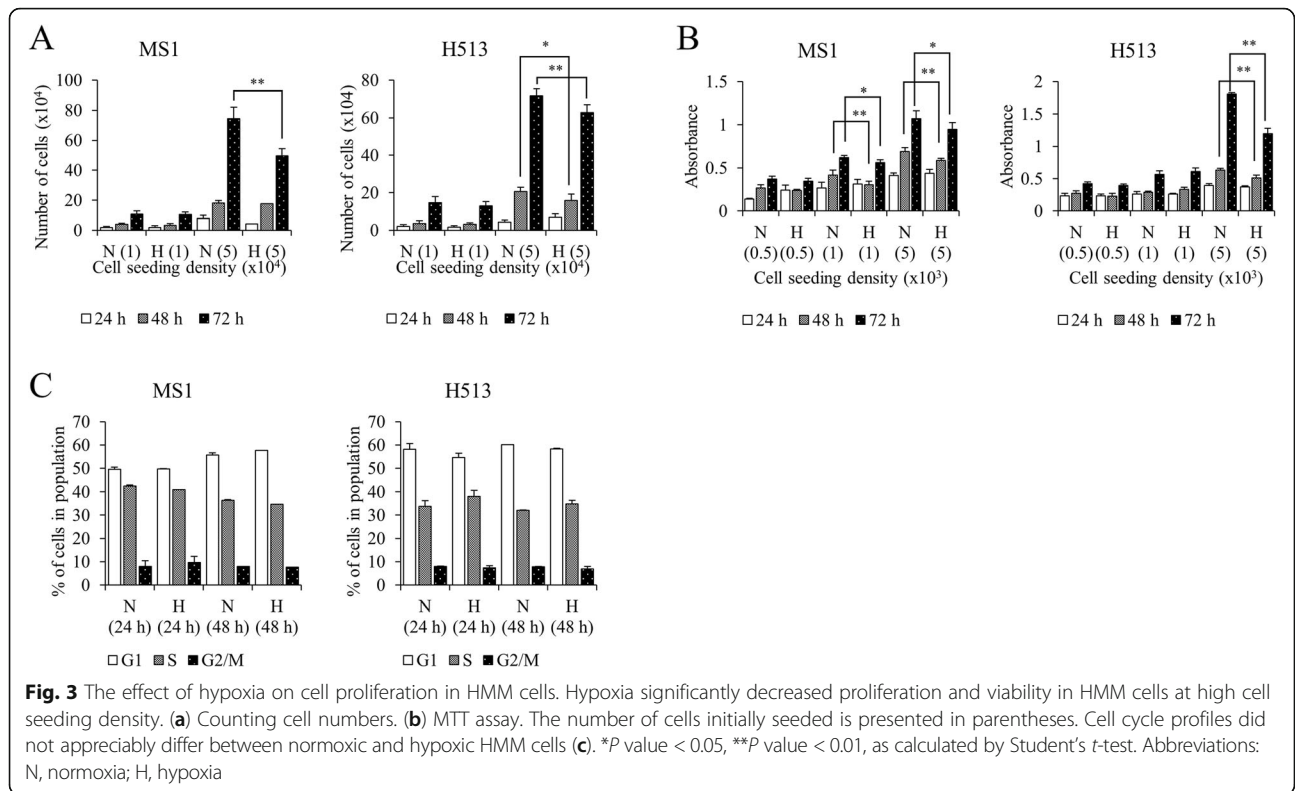 A
MS1
H513
Number of cells (x10⁴)
100
80
60
40
20
0
**
N (1) H (1) N (5) H (5)
Cell seeding density (x10⁴)
□ 24 h ▩ 48 h ■ 72 h
Number of cells (x104)
80
60
40
20
0
*
**
N (1) H (1) N (5) H (5)
Cell seeding density (x10⁴)
□ 24 h ▩ 48 h ■ 72 h
B
MS1
H513
Absorbance
1.5
1
0.5
0
*
**
*
**
N H N H N H
(0.5) (0.5) (1) (1) (5) (5)
Cell seeding density (x10³)
□ 24 h ▩ 48 h ■ 72 h
Absorbance
2
1.5
1
0.5
0
**
**
N H N H N H
(0.5) (0.5) (1) (1) (5) (5)
Cell seeding density (x10³)
□ 24 h ▩ 48 h ■ 72 h
C
MS1
H513
% of cells in population
70
60
50
40
30
20
10
0
N H N H
(24 h) (24 h) (48 h) (48 h)
□ G1 ▩ S ■ G2/M
% of cells in population
70
60
50
40
30
20
10
0
N H N H
(24 h) (24 h) (48 h) (48 h)
□ G1 ▩ S ■ G2/M
Fig. 3 The effect of hypoxia on cell proliferation in HMM cells. Hypoxia significantly decreased proliferation and viability in HMM cells at high cell
seeding density. (a) Counting cell numbers. (b) MTT assay. The number of cells initially seeded is presented in parentheses. Cell cycle profiles did
not appreciably differ between normoxic and hypoxic HMM cells (c). *P value < 0.05, **P value < 0.01, as calculated by Student's t-test. Abbreviations:
N, normoxia; H, hypoxia